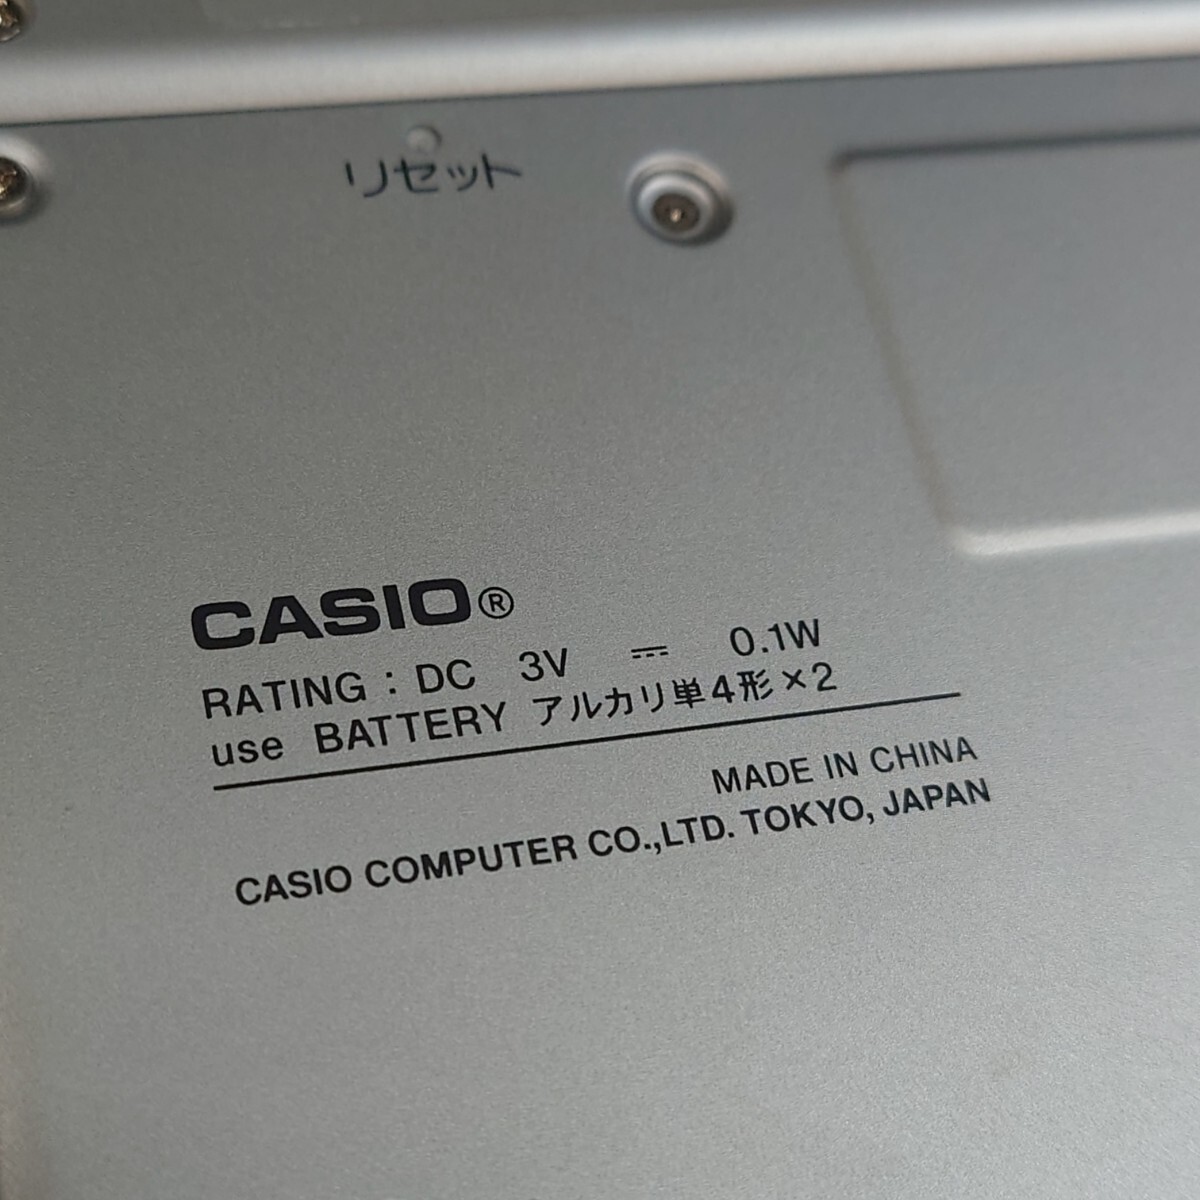 リセット
CASIO®
RATING : DC 3V ⎓ 0.1W
use BATTERY アルカリ単4形×2
MADE IN CHINA
CASIO COMPUTER CO.,LTD. TOKYO, JAPAN